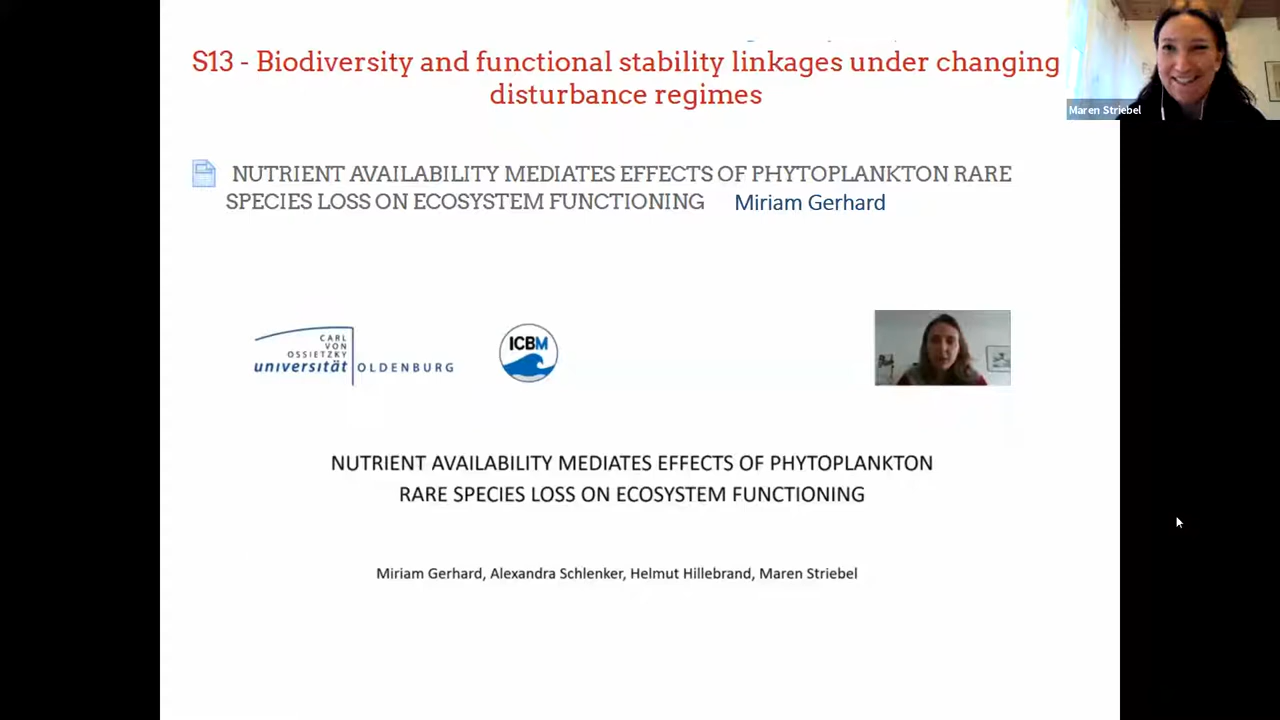 S13 - Biodiversity and functional stability linkages under changing
disturbance regimes
Maren Striebel
NUTRIENT AVAILABILITY MEDIATES EFFECTS OF PHYTOPLANKTON RARE
SPECIES LOSS ON ECOSYSTEM FUNCTIONING Miriam Gerhard
CARL
VON
OSSIETZKY
universität OLDENBURG
ICBM
NUTRIENT AVAILABILITY MEDIATES EFFECTS OF PHYTOPLANKTON
RARE SPECIES LOSS ON ECOSYSTEM FUNCTIONING
Miriam Gerhard, Alexandra Schlenker, Helmut Hillebrand, Maren Striebel